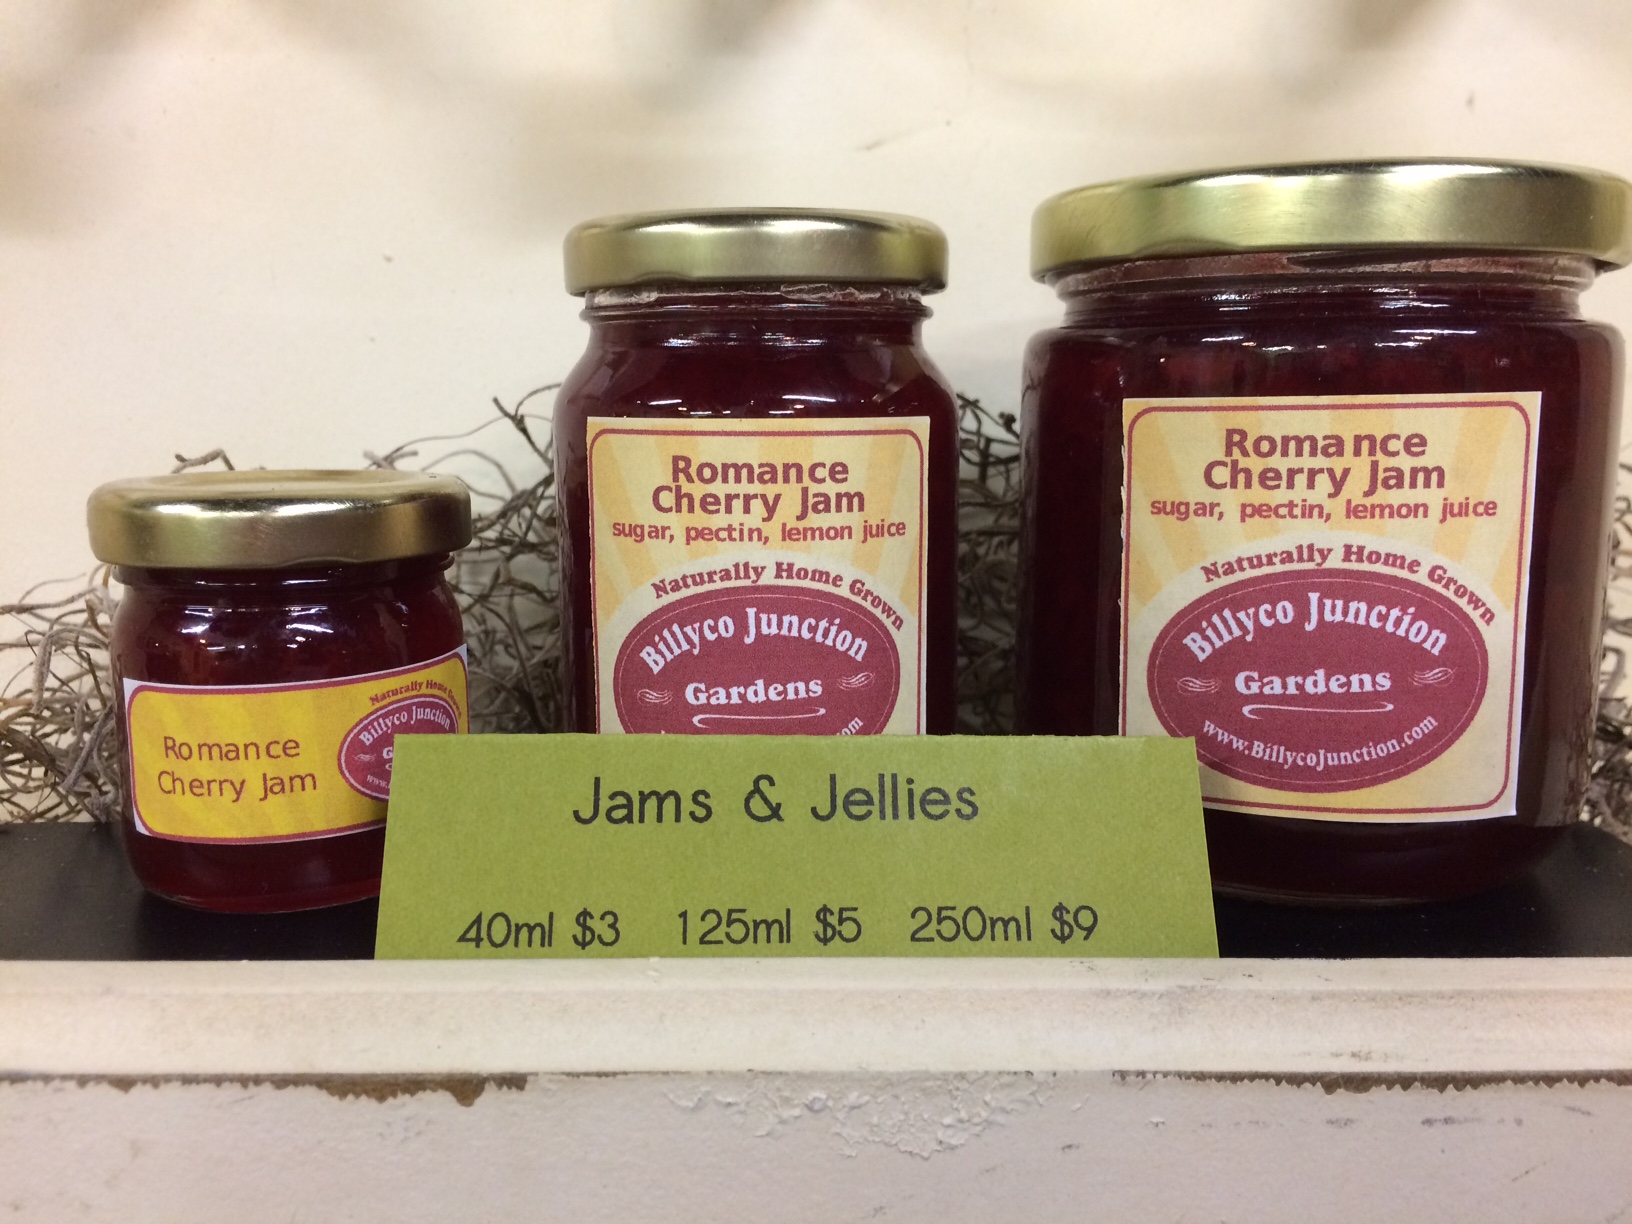 Romance
Cherry Jam
Naturally Home
Billyco Junction
Romance
Cherry Jam
sugar, pectin, lemon juice
Naturally Home Grown
Billyco Junction
Gardens
Romance
Cherry Jam
sugar, pectin, lemon juice
Naturally Home Grown
Billyco Junction
Gardens
www.BillycoJunction.com
Jams & Jellies
40ml $3 125ml $5 250ml $9